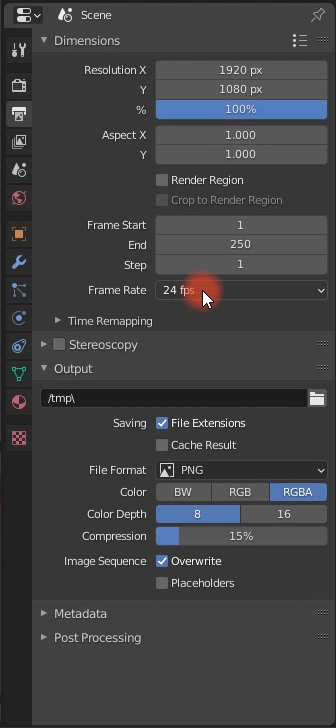 Scene
Dimensions
Resolution X 1920 px
Y 1080 px
% 100%
Aspect X 1.000
Y 1.000
Render Region
Crop to Render Region
Frame Start 1
End 250
Step 1
Frame Rate 24 fps
Time Remapping
Stereoscopy
Output
/tmp\
Saving File Extensions
Cache Result
File Format PNG
Color BW RGB RGBA
Color Depth 8 16
Compression 15%
Image Sequence Overwrite
Placeholders
Metadata
Post Processing